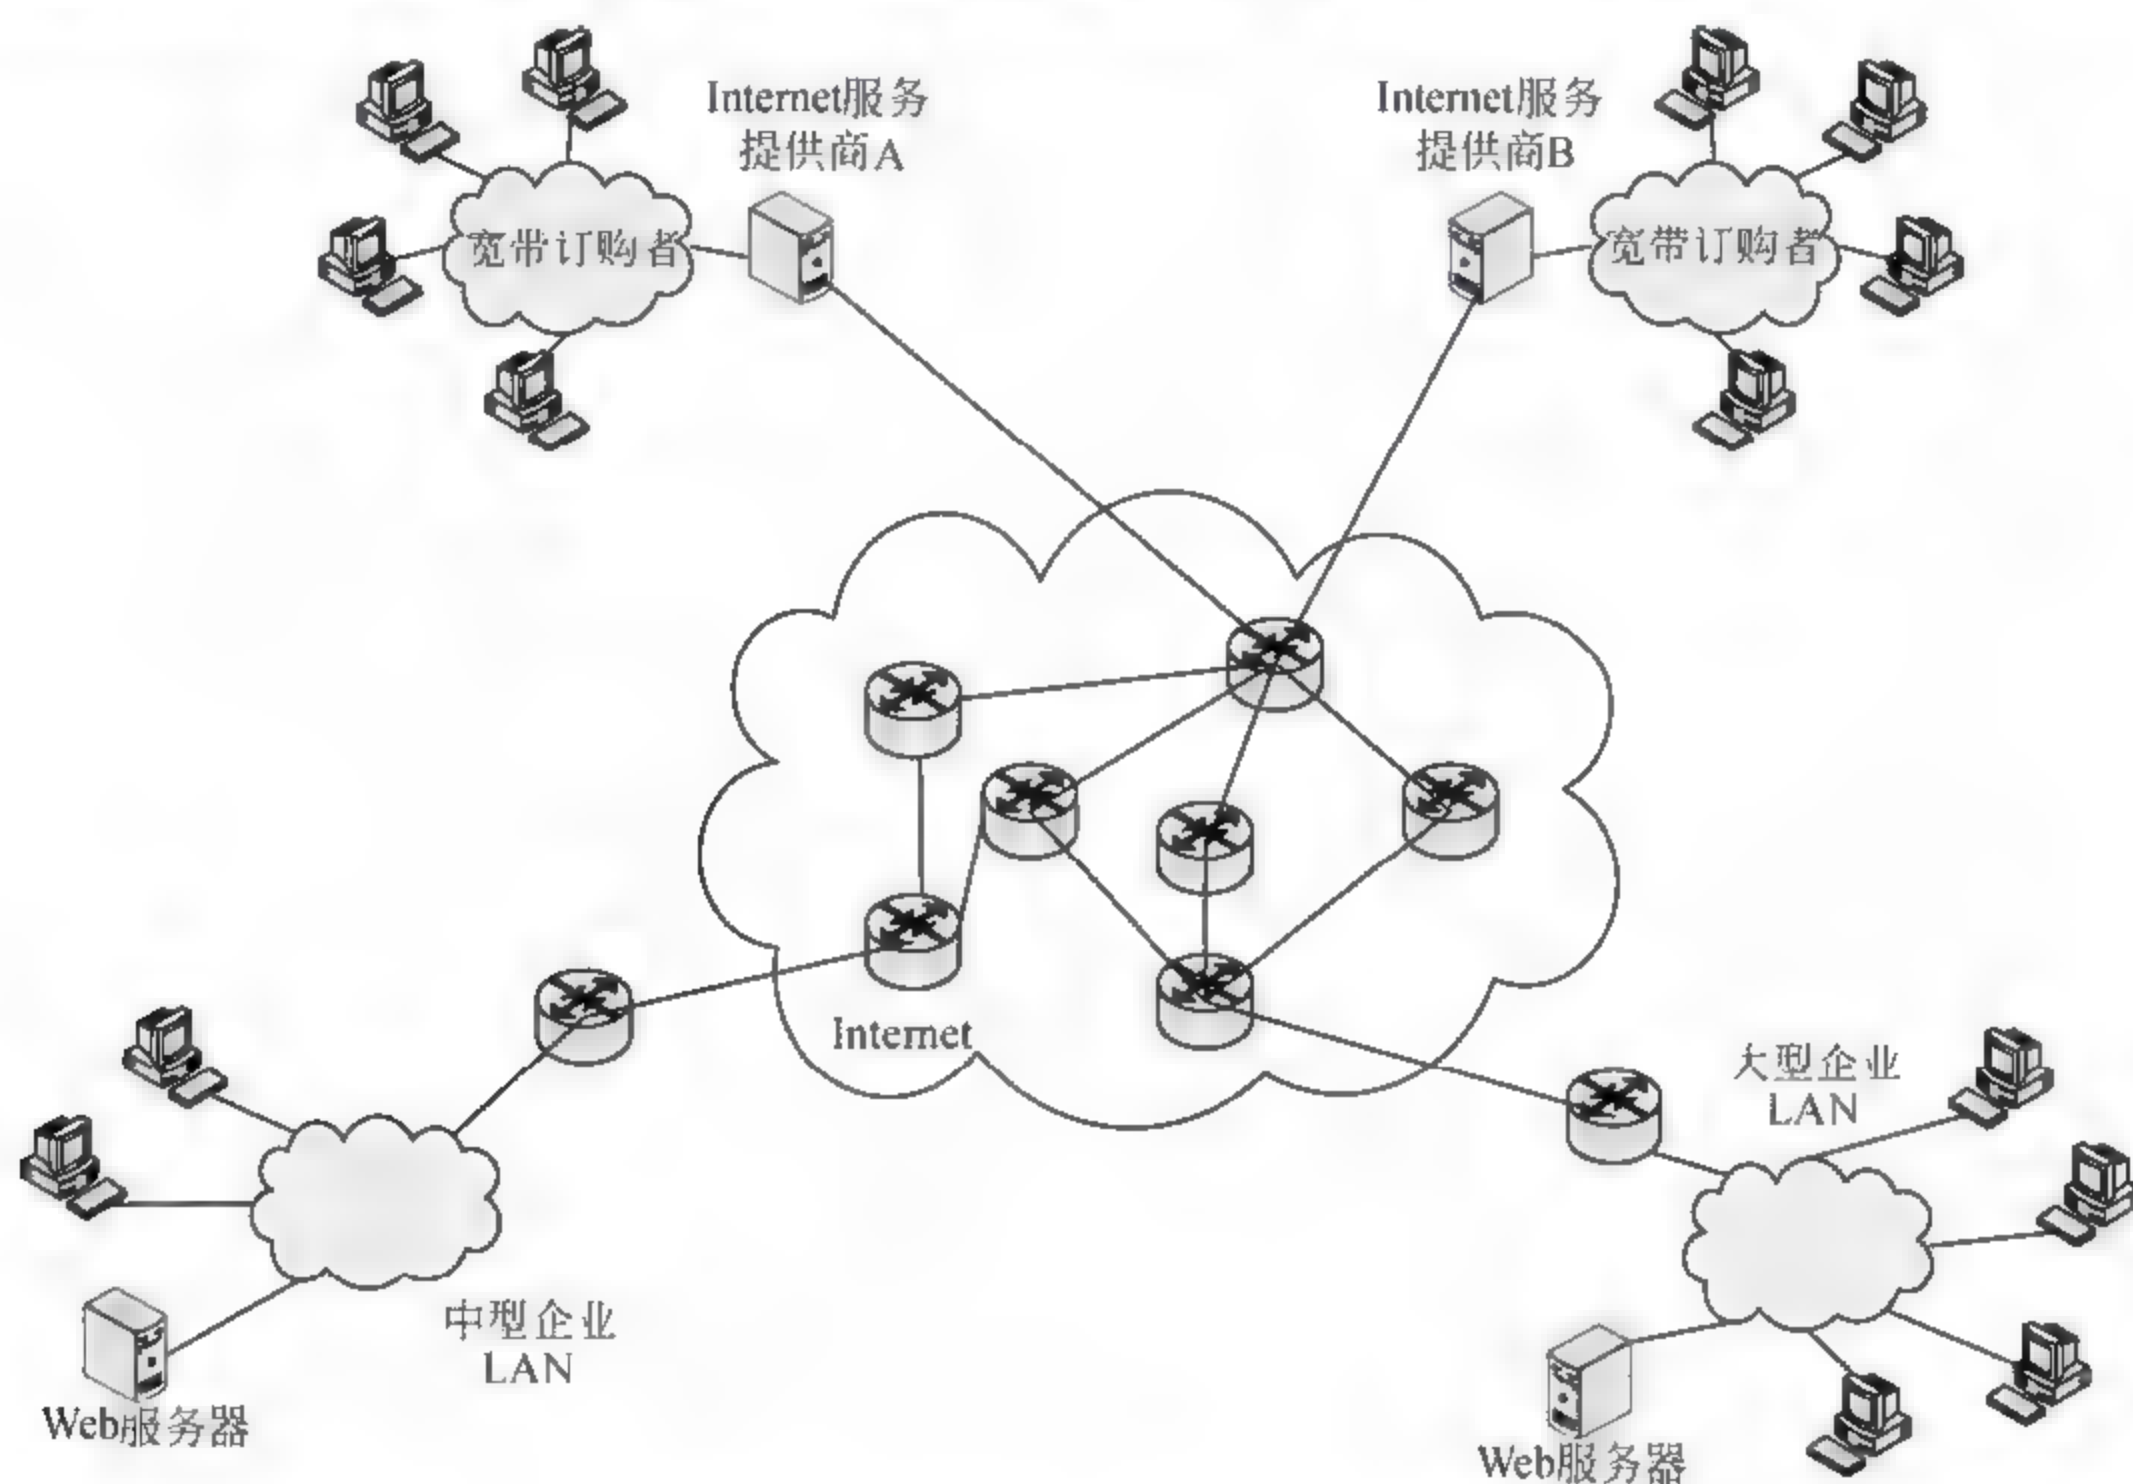 Internet服务
提供商A
Internet服务
提供商B
宽带订购者
宽带订购者
Internet
大型企业
LAN
中型企业
LAN
Web服务器
Web服务器